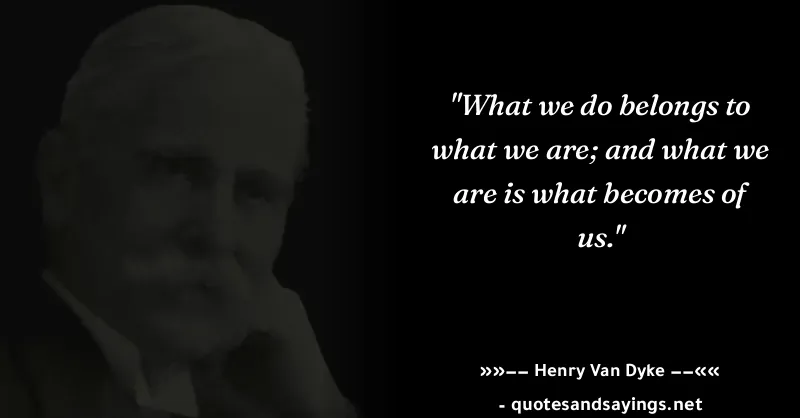 "What we do belongs to
what we are; and what we
are is what becomes of
us."
»»−− Henry Van Dyke −−««
- quotesandsayings.net